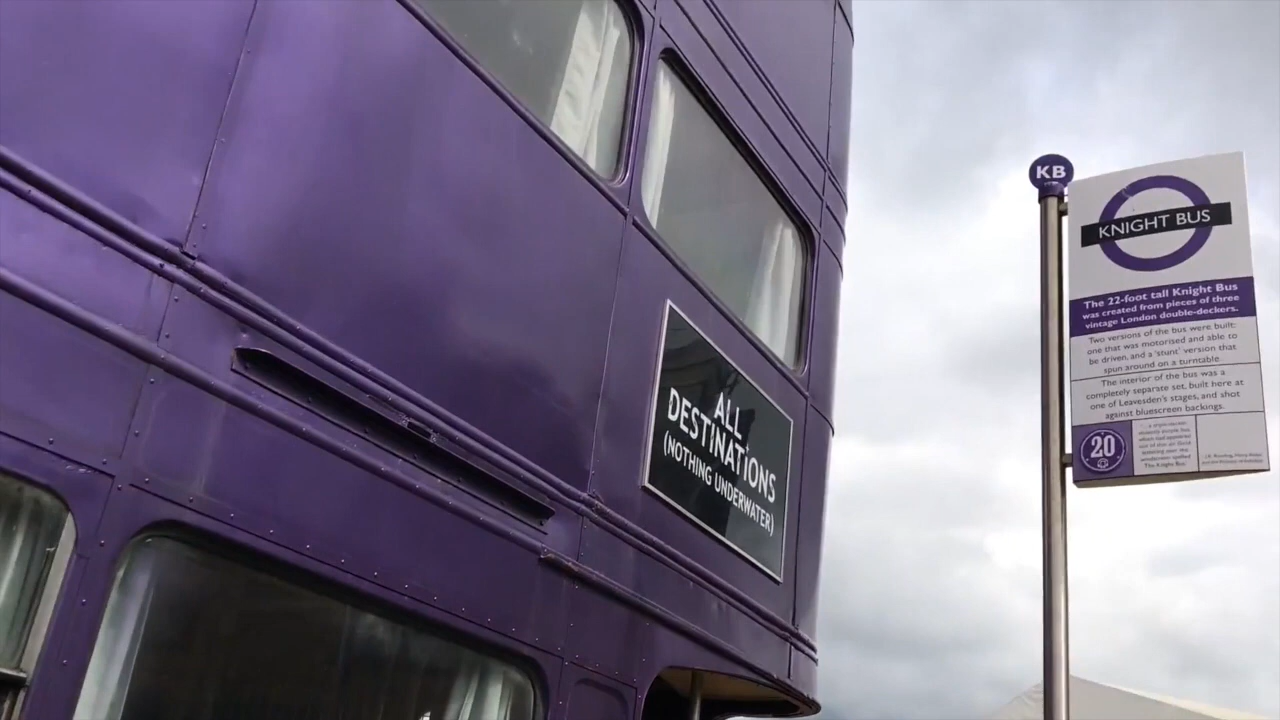 ALL
DESTINATIONS
(NOTHING UNDERWATER)
KB
KNIGHT BUS
The 22-foot tall Knight Bus
was created from pieces of three
vintage London double-deckers.
Two versions of the bus were built:
one that was motorised and able to
be driven, and a 'stunt' version that
spun around on a turntable
The interior of the bus was a
completely separate set, built here at
one of Leavesden's stages, and shot
against bluescreen backings.
20
The Knight Bus.